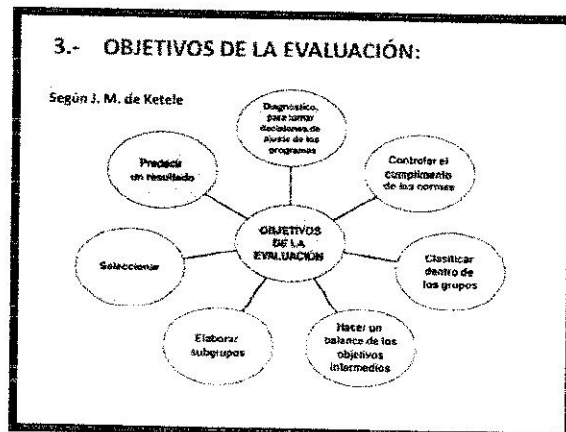 3.- OBJETIVOS DE LA EVALUACIÓN:
Según J. M. de Ketele
Diagnóstico,
para tomar
decisiones de
ajuste de los
programas
Controlar el
cumplimento
de las normas
Clasificar
dentro de
los grupos
Hacer un
balance de los
objetivos
intermedios
Elaborar
subgrupos
Seleccionar
Predecir
un resultado
OBJETIVOS
DE LA
EVALUACIÓN